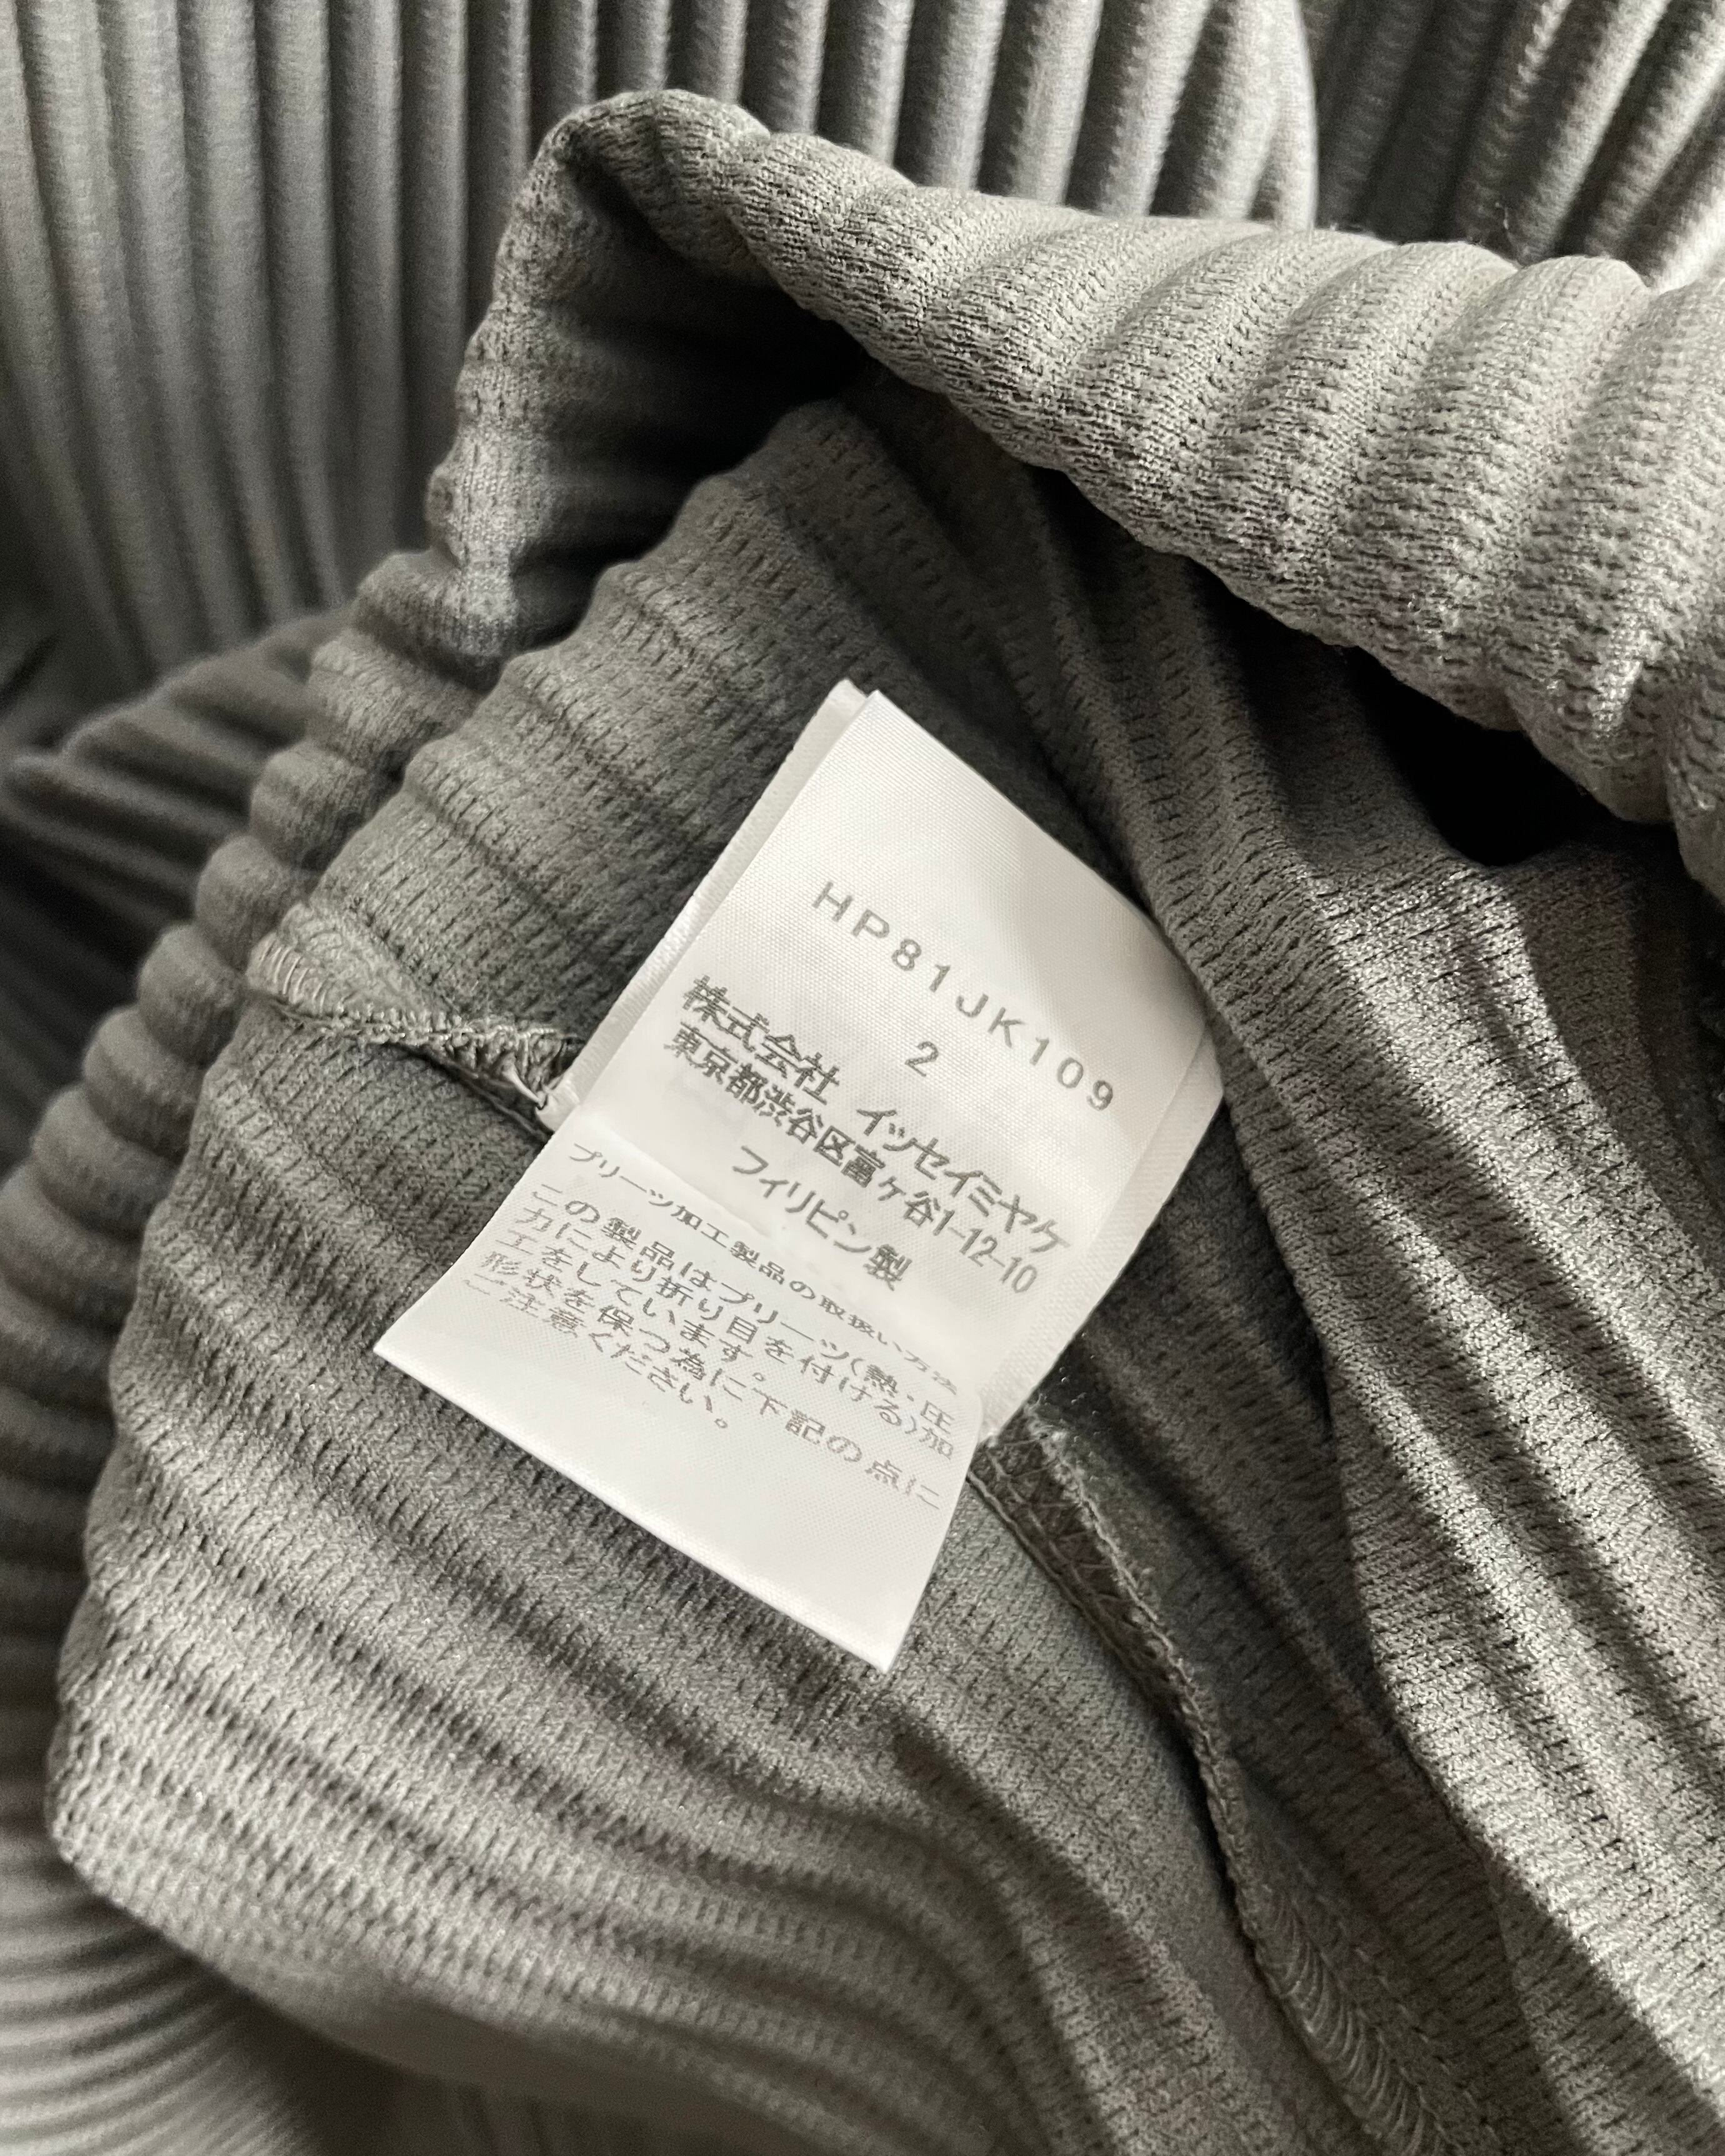 HP81JK109
2
株式会社 イッセイミヤケ
東京都渋谷区富ヶ谷1-12-10
フィリピン製
プリーツ加工製品の取扱い方法
この製品はプリーツ(熱、圧
力により折り目を付ける)加
工をしています。
形状を保つ為に下記の点に
ご注意ください。